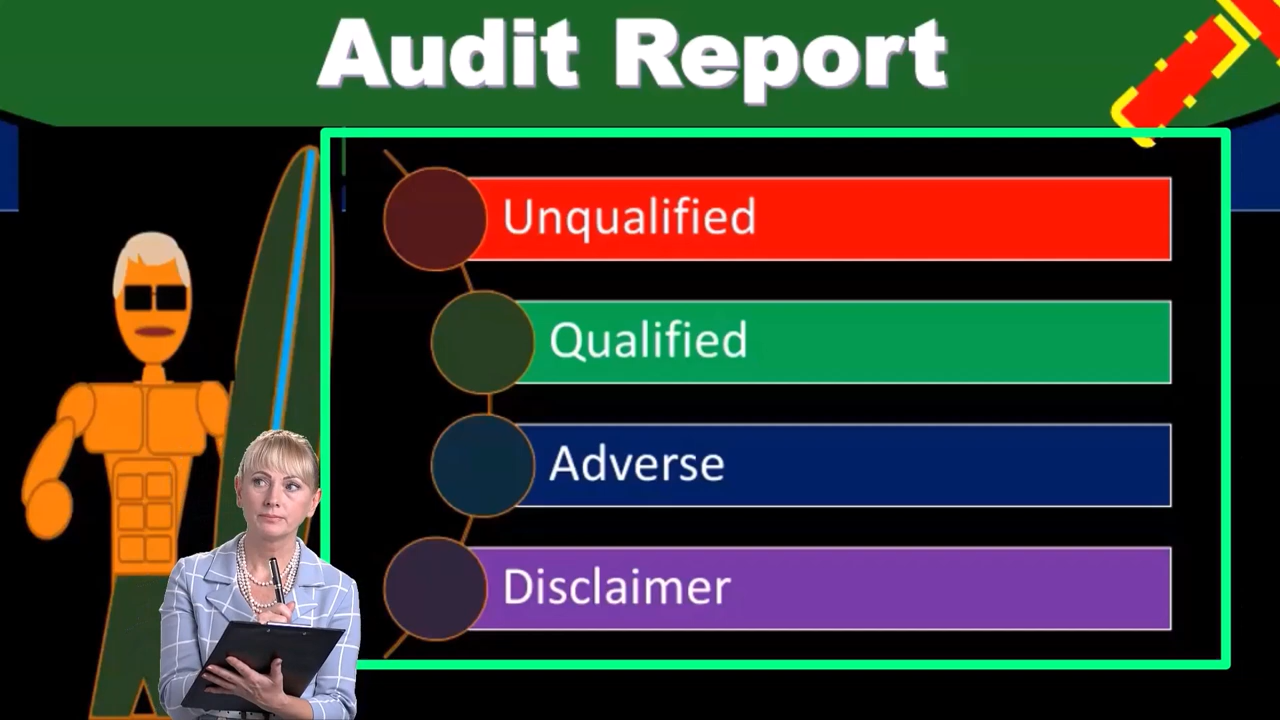 Audit Report
Unqualified
Qualified
Adverse
Disclaimer